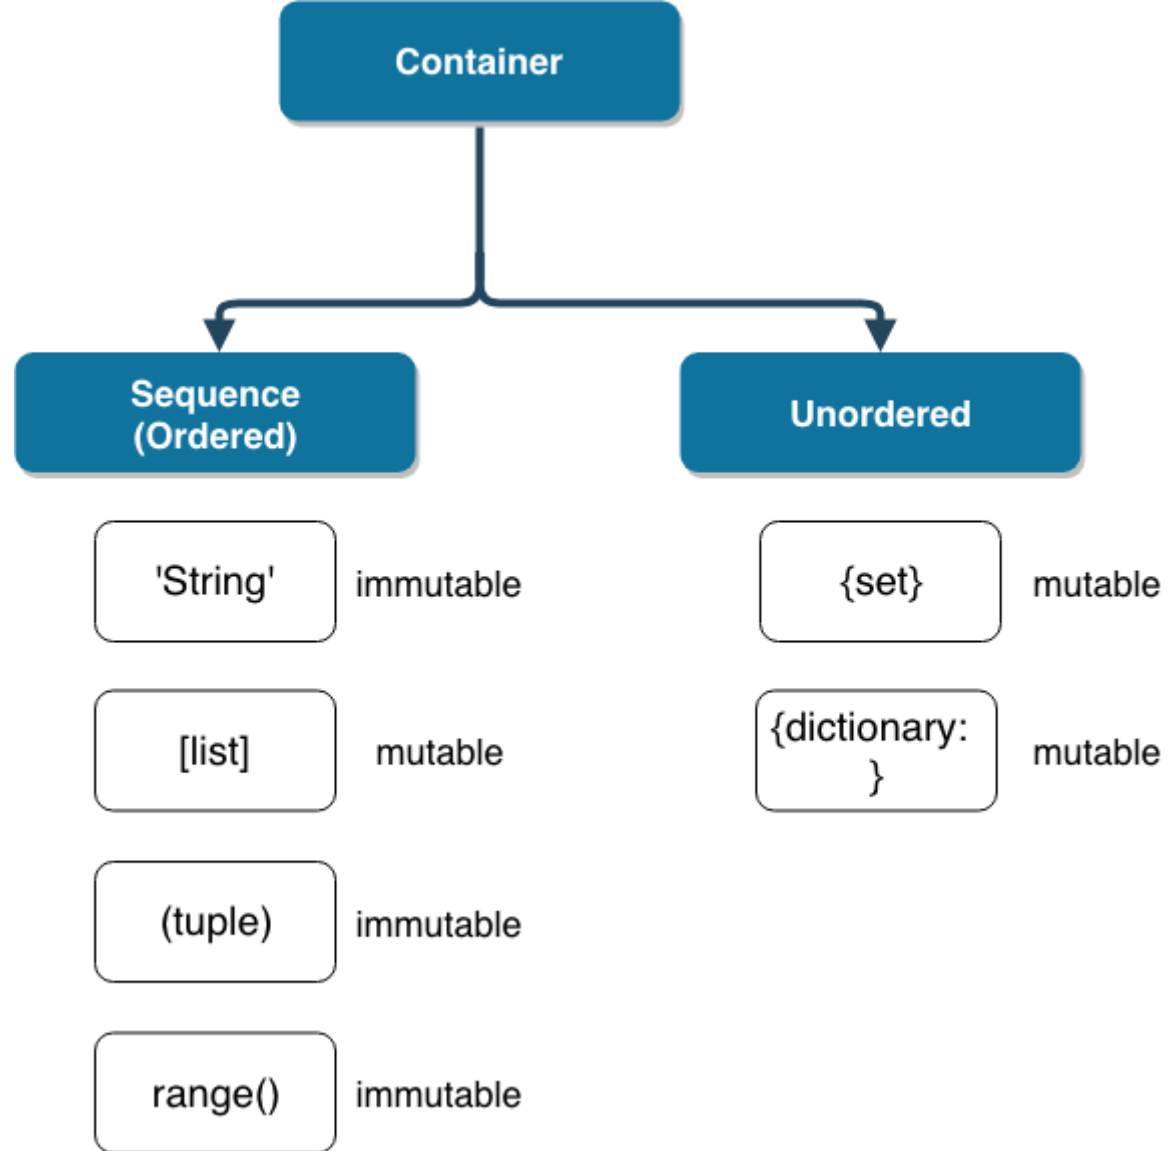 Container
Sequence
(Ordered)
Unordered
'String'
immutable
{set}
mutable
[list]
mutable
{dictionary:
}
mutable
(tuple)
immutable
range()
immutable